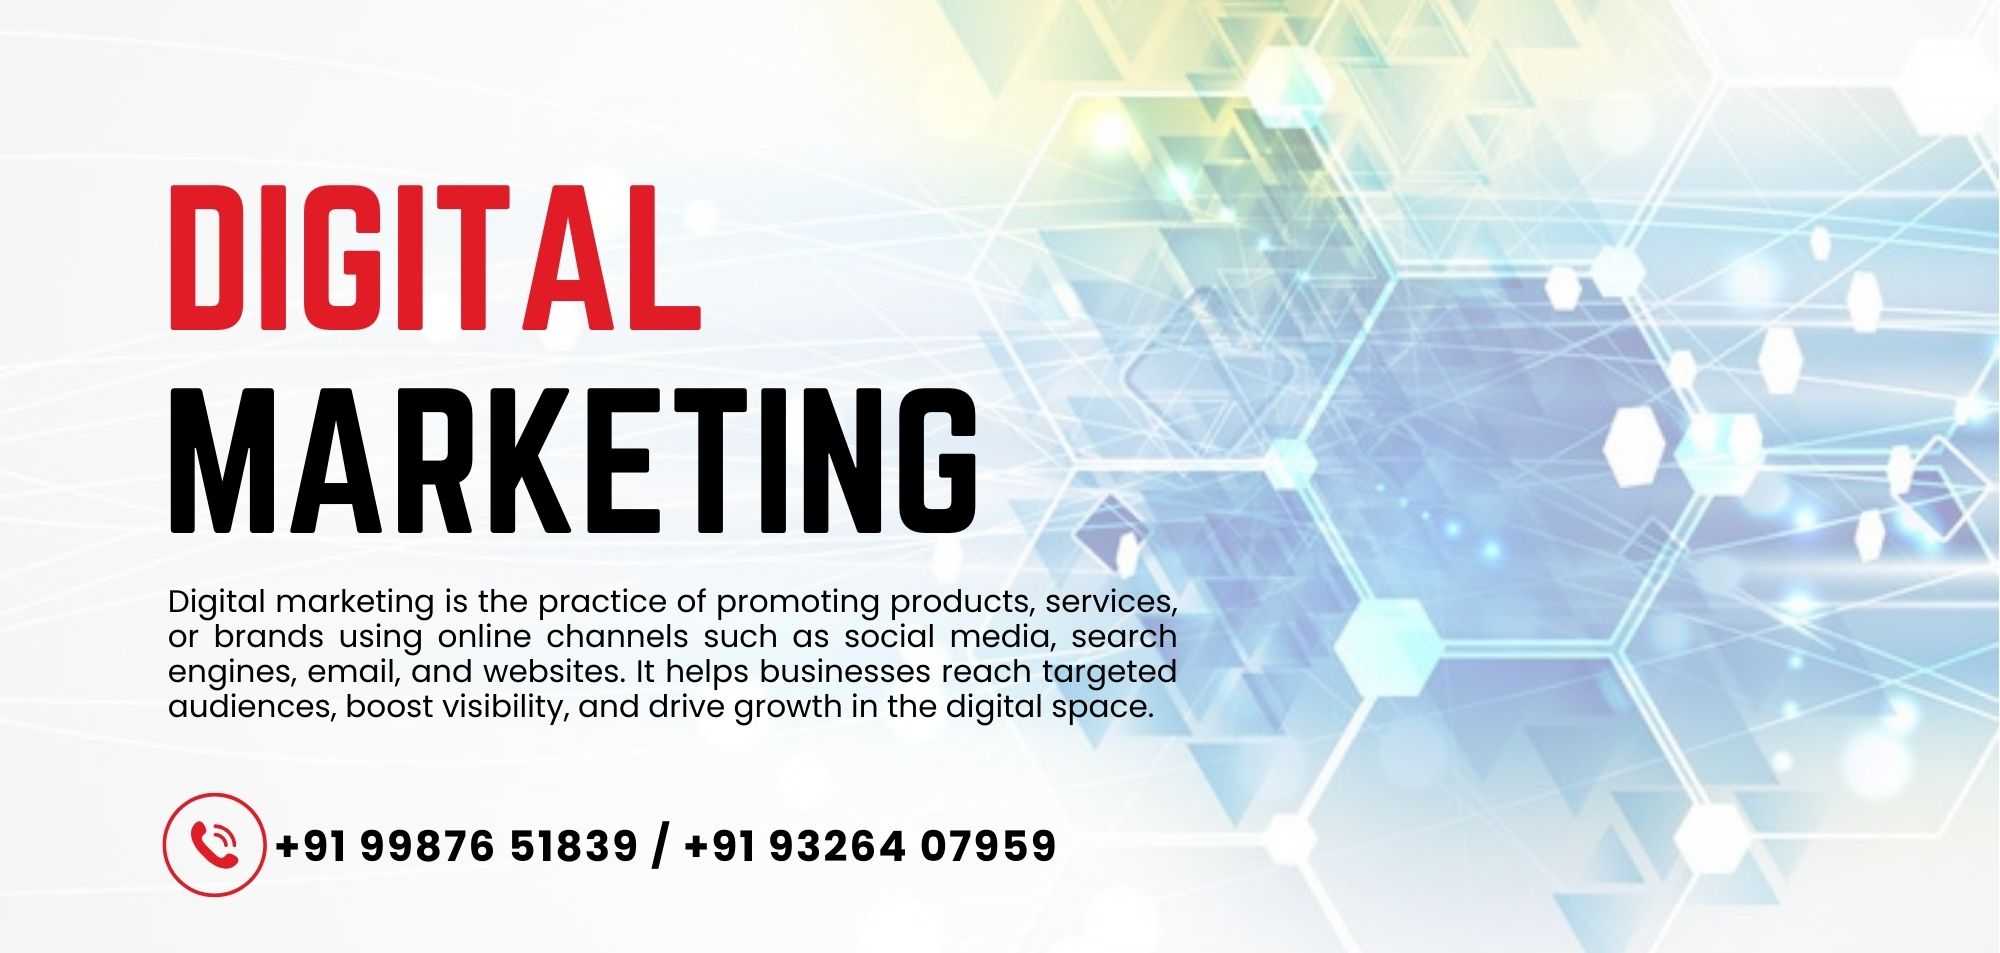 DIGITAL
MARKETING
Digital marketing is the practice of promoting products, services,
or brands using online channels such as social media, search
engines, email, and websites. It helps businesses reach targeted
audiences, boost visibility, and drive growth in the digital space.
+91 99876 51839 / +91 93264 07959